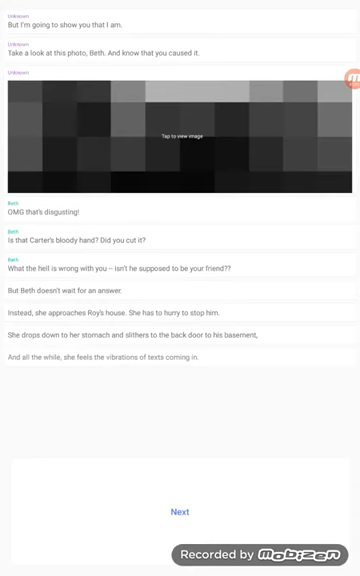 Unknown
But I'm going to show you that I am.
Unknown
Take a look at this photo, Beth. And know that you caused it.
Unknown
Tap to view image
Beth
OMG that's disgusting!
Beth
Is that Carter's bloody hand? Did you cut it?
Beth
What the hell is wrong with you – isn't he supposed to be your friend??
But Beth doesn't wait for an answer.
Instead, she approaches Roy's house. She has to hurry to stop him.
She drops down to her stomach and slithers to the back door to his basement,
And all the while, she feels the vibrations of texts coming in.
Next
Recorded by mobizen